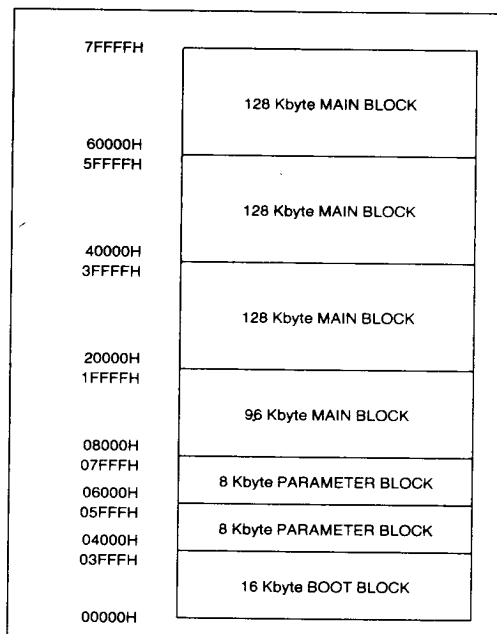 7FFFFH
128 Kbyte MAIN BLOCK
60000H
5FFFFH
128 Kbyte MAIN BLOCK
40000H
3FFFFH
128 Kbyte MAIN BLOCK
20000H
1FFFFH
96 Kbyte MAIN BLOCK
08000H
07FFFH
8 Kbyte PARAMETER BLOCK
06000H
05FFFH
8 Kbyte PARAMETER BLOCK
04000H
03FFFH
16 Kbyte BOOT BLOCK
00000H